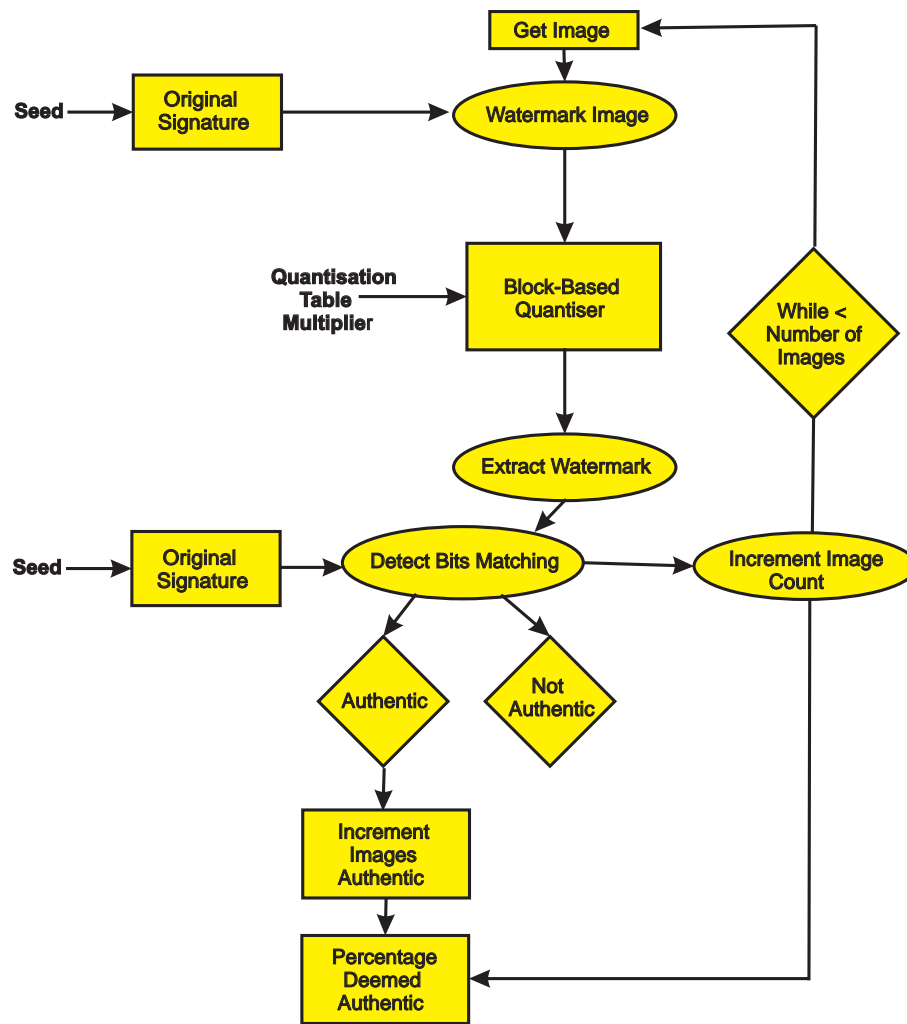 Get Image
Seed
Original
Signature
Watermark Image
Quantisation
Table
Multiplier
Block-Based
Quantiser
While <
Number of
Images
Extract Watermark
Seed
Original
Signature
Detect Bits Matching
Increment Image
Count
Authentic
Not
Authentic
Increment
Images
Authentic
Percentage
Deemed
Authentic